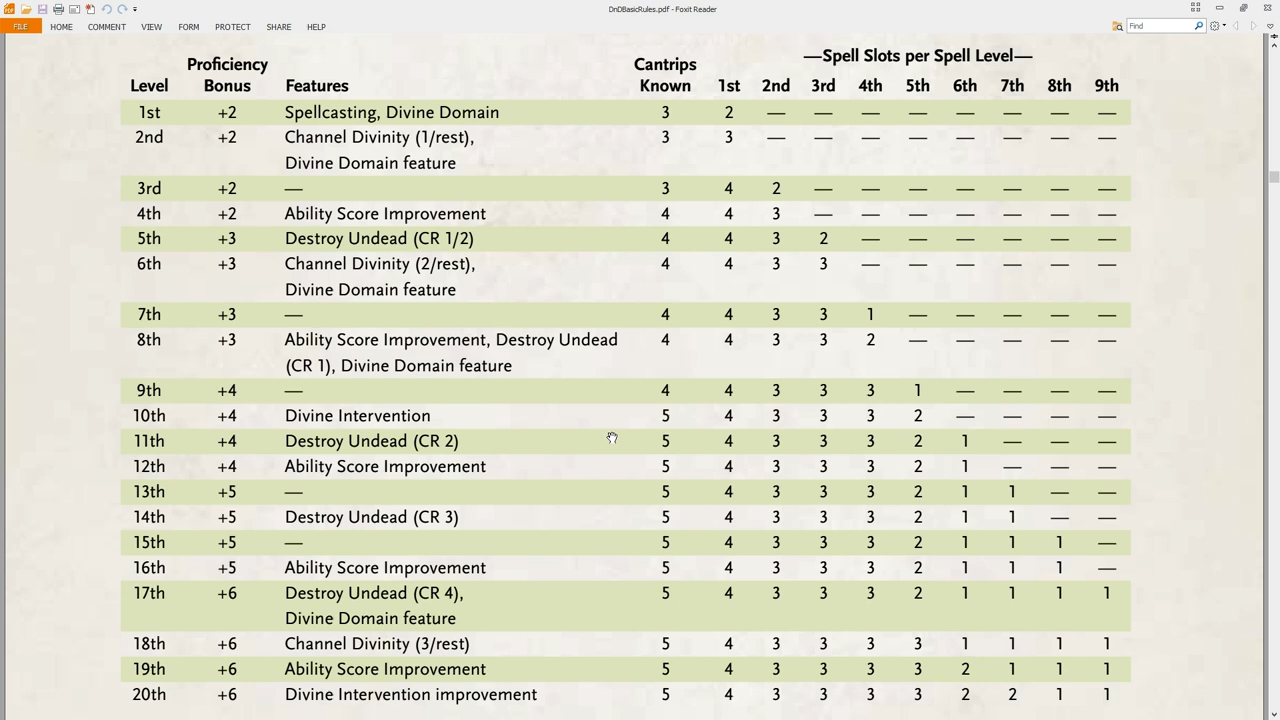 DnDBasicRules.pdf - Foxit Reader
FILE HOME COMMENT VIEW FORM PROTECT SHARE HELP
Find
—Spell Slots per Spell Level—
Proficiency Cantrips
Level Bonus Features Known 1st 2nd 3rd 4th 5th 6th 7th 8th 9th
1st +2 Spellcasting, Divine Domain 3 2 — — — — — — — —
2nd +2 Channel Divinity (1/rest), 3 3 — — — — — — — —
Divine Domain feature
3rd +2 — 3 4 2 — — — — — — —
4th +2 Ability Score Improvement 4 4 3 — — — — — — —
5th +3 Destroy Undead (CR 1/2) 4 4 3 2 — — — — — —
6th +3 Channel Divinity (2/rest), 4 4 3 3 — — — — — —
Divine Domain feature
7th +3 — 4 4 3 3 1 — — — — —
8th +3 Ability Score Improvement, Destroy Undead 4 4 3 3 2 — — — — —
(CR 1), Divine Domain feature
9th +4 — 4 4 3 3 3 1 — — — —
10th +4 Divine Intervention 5 4 3 3 3 2 — — — —
11th +4 Destroy Undead (CR 2) 5 4 3 3 3 2 1 — — —
12th +4 Ability Score Improvement 5 4 3 3 3 2 1 — — —
13th +5 — 5 4 3 3 3 2 1 1 — —
14th +5 Destroy Undead (CR 3) 5 4 3 3 3 2 1 1 — —
15th +5 — 5 4 3 3 3 2 1 1 1 —
16th +5 Ability Score Improvement 5 4 3 3 3 2 1 1 1 —
17th +6 Destroy Undead (CR 4), 5 4 3 3 3 2 1 1 1 1
Divine Domain feature
18th +6 Channel Divinity (3/rest) 5 4 3 3 3 3 1 1 1 1
19th +6 Ability Score Improvement 5 4 3 3 3 3 2 1 1 1
20th +6 Divine Intervention improvement 5 4 3 3 3 3 2 2 1 1